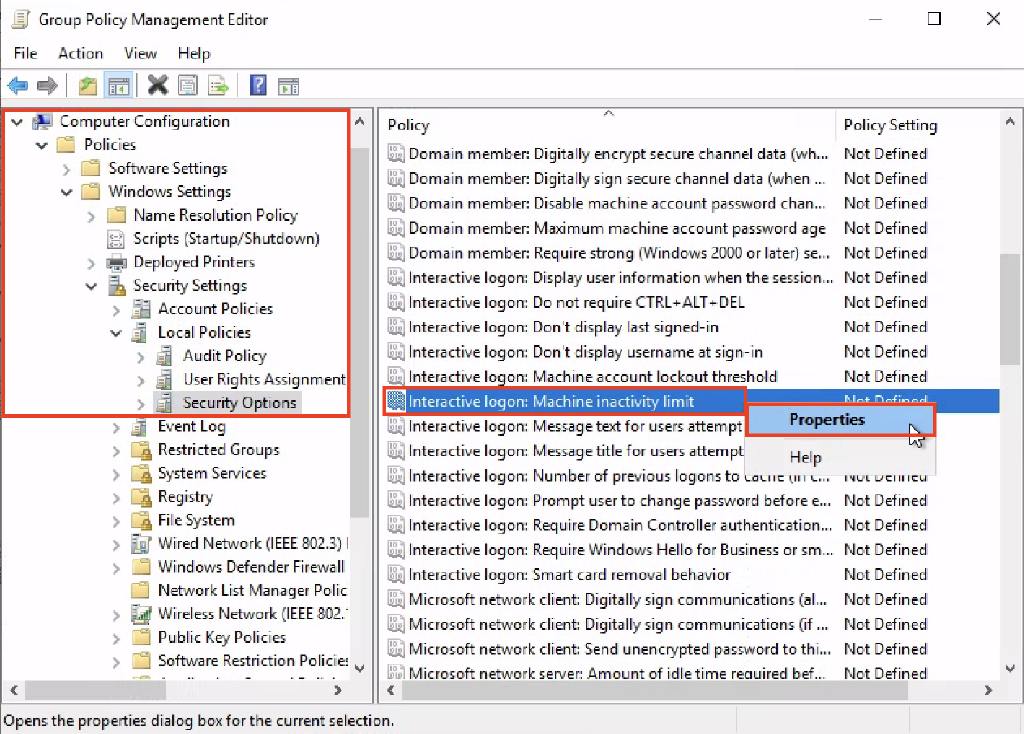 Group Policy Management Editor
File Action View Help
Computer Configuration
Policies
Software Settings
Windows Settings
Name Resolution Policy
Scripts (Startup/Shutdown)
Deployed Printers
Security Settings
Account Policies
Local Policies
Audit Policy
User Rights Assignment
Security Options
Event Log
Restricted Groups
System Services
Registry
File System
Wired Network (IEEE 802.3)
Windows Defender Firewall
Network List Manager Polic
Wireless Network (IEEE 802.
Public Key Policies
Software Restriction Policies
Policy Policy Setting
Domain member: Digitally encrypt secure channel data (wh... Not Defined
Domain member: Digitally sign secure channel data (when ... Not Defined
Domain member: Disable machine account password chan... Not Defined
Domain member: Maximum machine account password age Not Defined
Domain member: Require strong (Windows 2000 or later) se... Not Defined
Interactive logon: Display user information when the session... Not Defined
Interactive logon: Do not require CTRL+ALT+DEL Not Defined
Interactive logon: Don't display last signed-in Not Defined
Interactive logon: Don't display username at sign-in Not Defined
Interactive logon: Machine account lockout threshold Not Defined
Interactive logon: Machine inactivity limit Not Defined
Interactive logon: Message text for users attempt
Interactive logon: Message title for users attempt
Interactive logon: Number of previous logons to cache (in c... Not Defined
Interactive logon: Prompt user to change password before e... Not Defined
Interactive logon: Require Domain Controller authentication... Not Defined
Interactive logon: Require Windows Hello for Business or sm... Not Defined
Interactive logon: Smart card removal behavior Not Defined
Microsoft network client: Digitally sign communications (al... Not Defined
Microsoft network client: Digitally sign communications (if ... Not Defined
Microsoft network client: Send unencrypted password to thi... Not Defined
Microsoft network server: Amount of idle time required bef... Not Defined
Properties
Help
Opens the properties dialog box for the current selection.